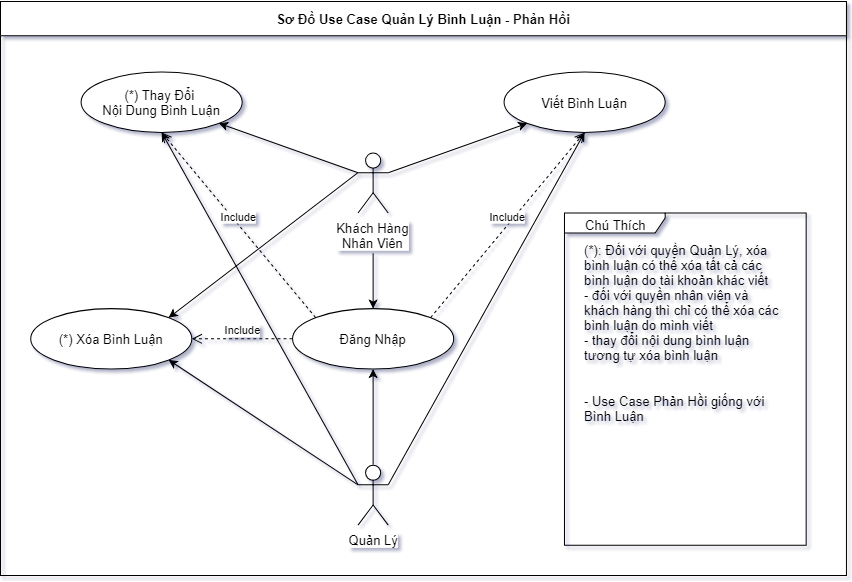 Sơ Đồ Use Case Quản Lý Bình Luận - Phản Hồi
(*) Thay Đổi
Nội Dung Bình Luận
Viết Bình Luận
Include
Include
Khách Hàng
Nhân Viên
Chú Thích
(*): Đối với quyền Quản Lý, xóa
bình luận có thể xóa tất cả các
bình luận do tài khoản khác viết
- đối với quyền nhân viên và
khách hàng thì chỉ có thể xóa các
bình luận do mình viết
- thay đổi nội dung bình luận
tương tự xóa bình luận
- Use Case Phản Hồi giống với
Bình Luận
(*) Xóa Bình Luận
Include
Đăng Nhập
Quản Lý